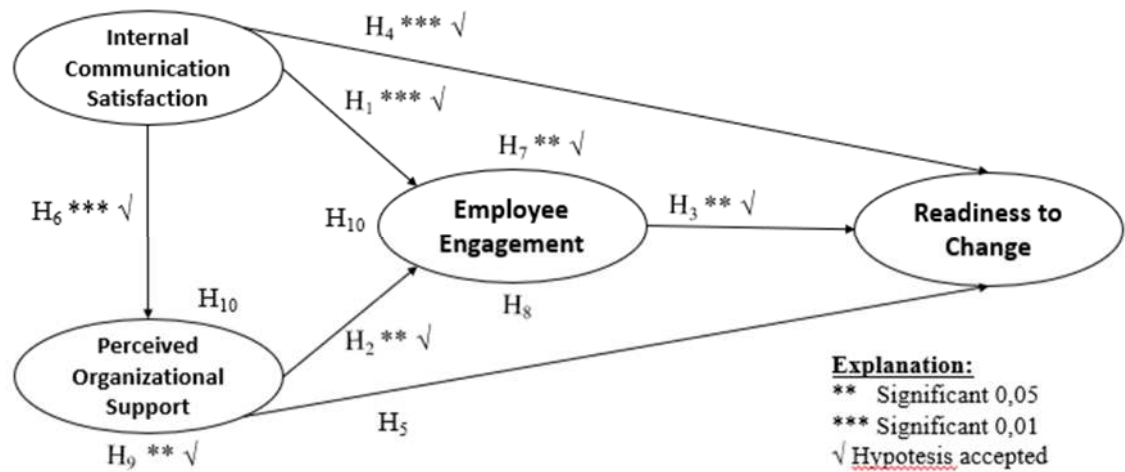 H₄ *** √
Internal
Communication
Satisfaction
H₁ *** √
H₇ ** √
H₆ *** √
H₁₀
Employee
Engagement
H₃ ** √
Readiness to
Change
H₁₀
H₈
Perceived
Organizational
Support
H₂ ** √
H₅
H₉ ** √
Explanation:
** Significant 0,05
*** Significant 0,01
√ Hypotesis accepted